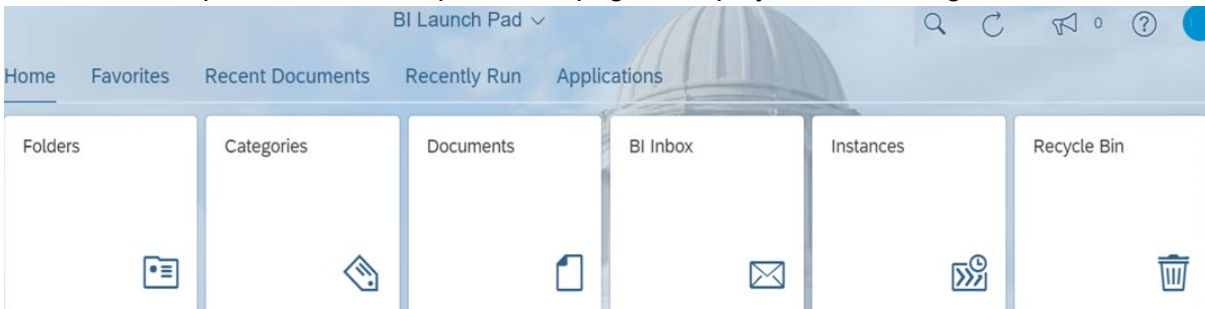 BI Launch Pad
0
Home Favorites Recent Documents Recently Run Applications
Folders Categories Documents BI Inbox Instances Recycle Bin